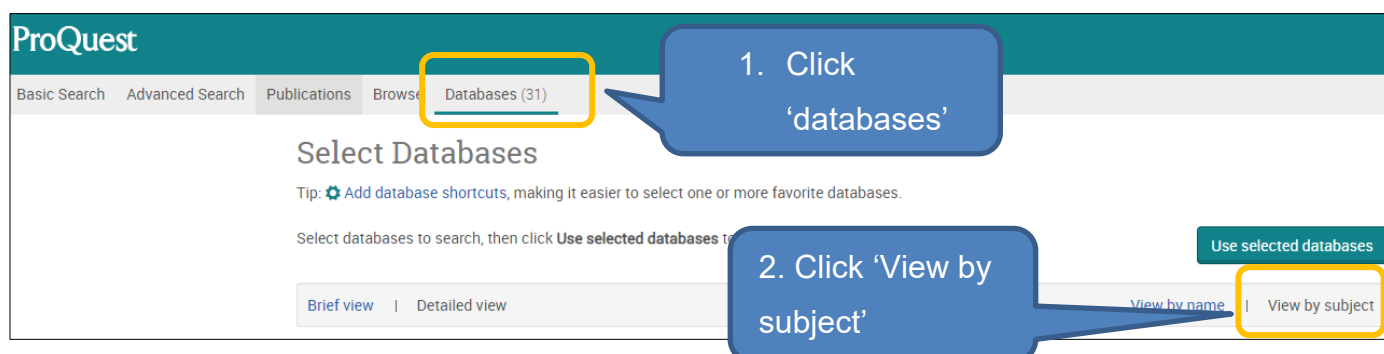 ProQuest
Basic Search Advanced Search Publications Browse Databases (31)
1. Click
‘databases’
Select Databases
Tip: Add database shortcuts, making it easier to select one or more favorite databases.
Select databases to search, then click Use selected databases
Use selected databases
2. Click ‘View by
subject’
Brief view | Detailed view
View by name | View by subject